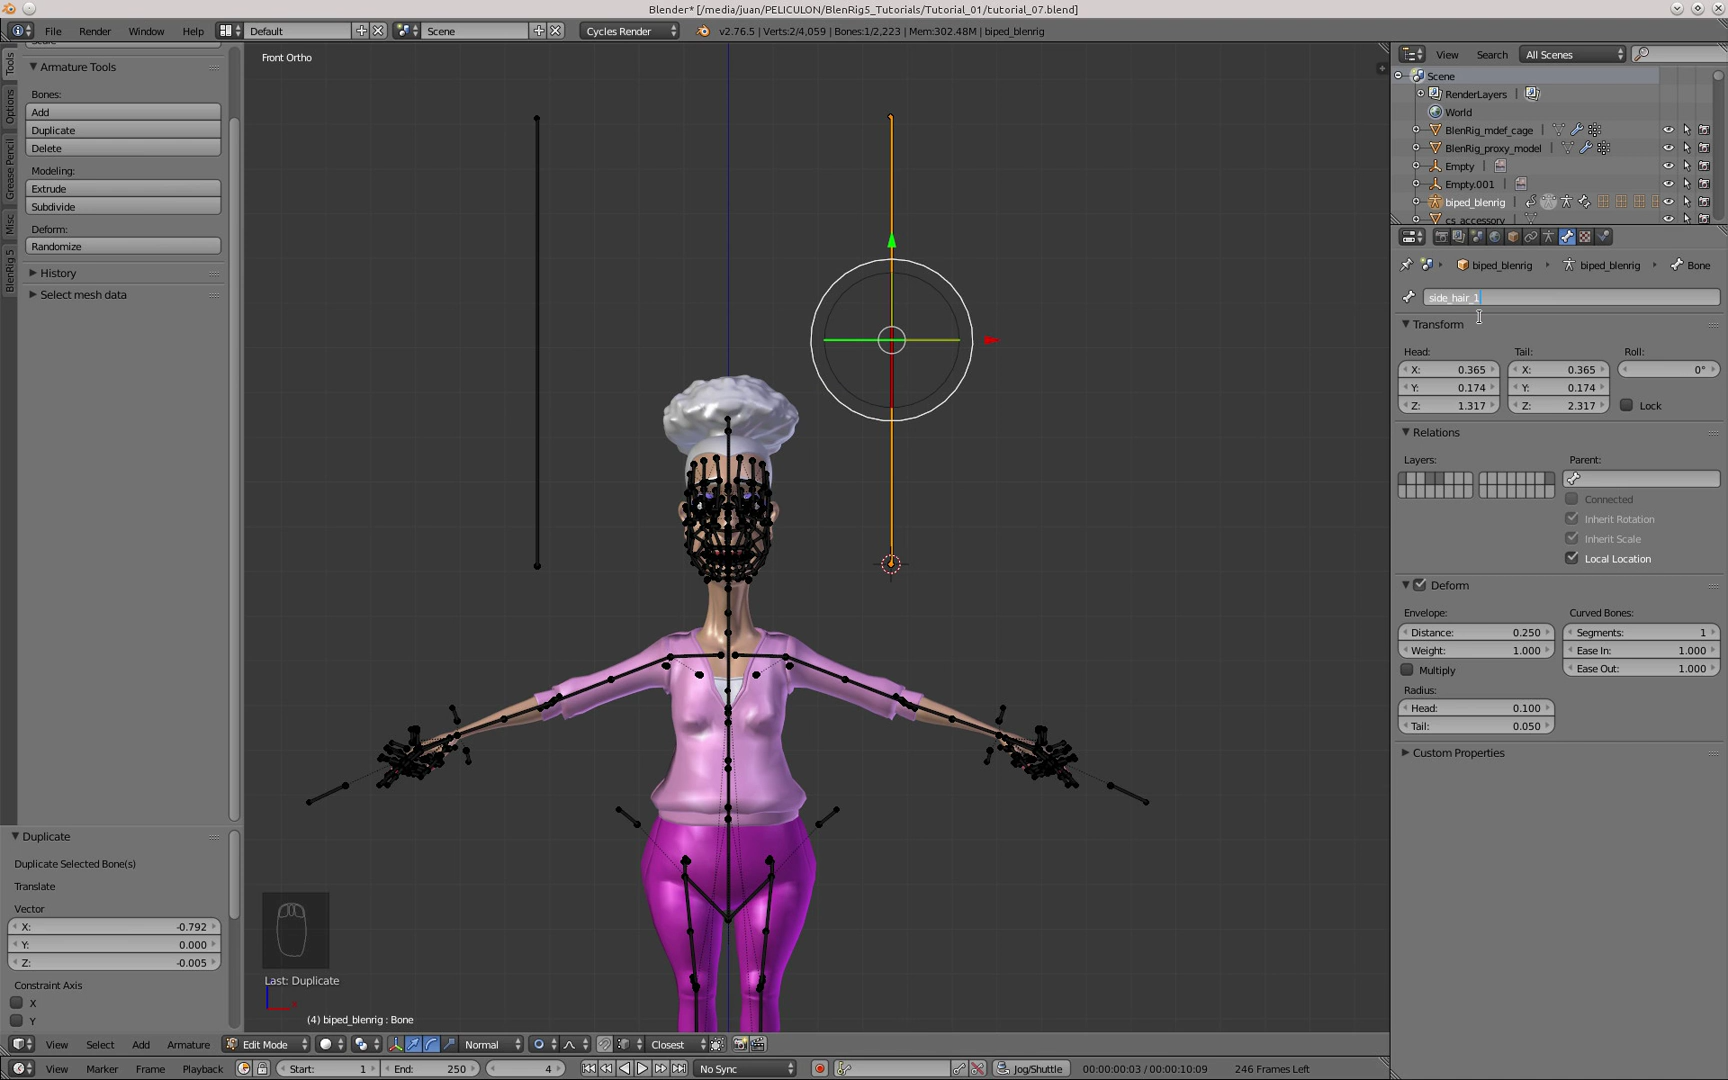 Blender* [/media/juan/PELICULON/BlenRig5_Tutorials/Tutorial_01/tutorial_07.blend]
File Render Window Help Default Scene Cycles Render v2.76.5 | Verts:2/4,059 | Bones:1/2,223 | Mem:302.48M | biped_blenrig
Tools
Options
Grease Pencil
Misc
BlenRig 5
Armature Tools
Bones:
Add
Duplicate
Delete
Modeling:
Extrude
Subdivide
Deform:
Randomize
History
Select mesh data
Duplicate
Duplicate Selected Bone(s)
Translate
Vector
X: -0.792
Y: 0.000
Z: -0.005
Constraint Axis
X
Y
Front Ortho
Last: Duplicate
(4) biped_blenrig : Bone
View Search All Scenes
Scene
RenderLayers
World
BlenRig_mdef_cage
BlenRig_proxy_model
Empty
Empty.001
biped_blenrig
cs_accessory
biped_blenrig biped_blenrig Bone
side_hair_1
Transform
Head: Tail: Roll:
X: 0.365 X: 0.365 0°
Y: 0.174 Y: 0.174
Z: 1.317 Z: 2.317 Lock
Relations
Layers: Parent:
Connected
Inherit Rotation
Inherit Scale
Local Location
Deform
Envelope: Curved Bones:
Distance: 0.250 Segments: 1
Weight: 1.000 Ease In: 1.000
Multiply Ease Out: 1.000
Radius:
Head: 0.100
Tail: 0.050
Custom Properties
View Select Add Armature Edit Mode Normal Closest
View Marker Frame Playback Start: 1 End: 250 4 No Sync Jog/Shuttle 00:00:00:03 / 00:00:10:09 246 Frames Left